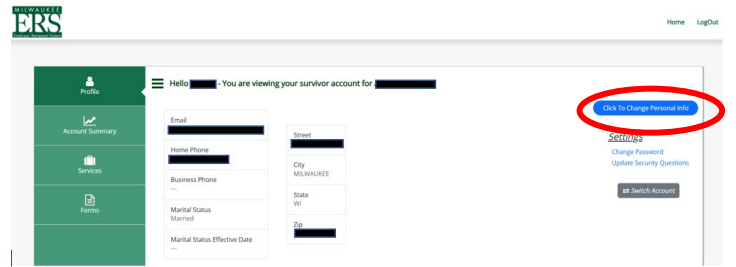 MILWAUKEE
ERS
Employes' Retirement System
Home LogOut
Profile
Account Summary
Services
Forms
Hello - You are viewing your survivor account for
Email
Home Phone
Business Phone
---
Marital Status
Married
Marital Status Effective Date
---
Street
City
MILWAUKEE
State
WI
Zip
Click To Change Personal Info
Settings
Change Password
Update Security Questions
Switch Account